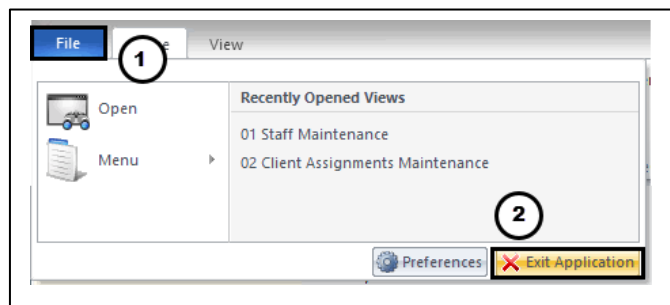 File
1
View
Open
Menu
Recently Opened Views
01 Staff Maintenance
02 Client Assignments Maintenance
2
Preferences
Exit Application